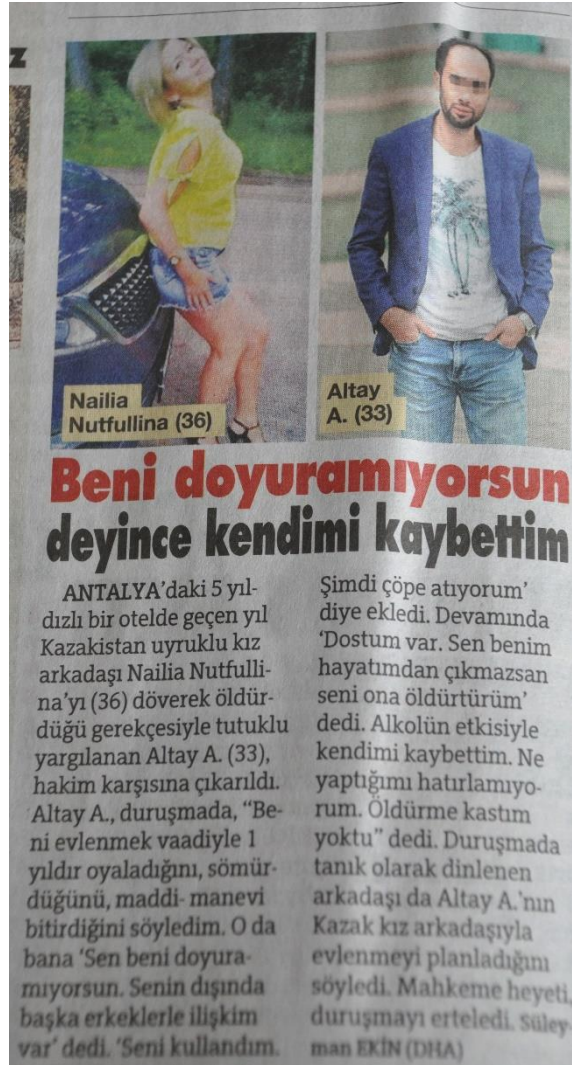 z
Nailia
Nutfullina (36)
Altay
A. (33)
Beni doyuramıyorsun
deyince kendimi kaybettim
ANTALYA’daki 5 yıl-
dızlı bir otelde geçen yıl
Kazakistan uyruklu kız
arkadaşı Nailia Nutfulli-
na’yı (36) döverek öldür-
düğü gerekçesiyle tutuklu
yargılanan Altay A. (33),
hakim karşısına çıkarıldı.
Altay A., duruşmada, “Be-
ni evlenmek vaadiyle 1
yıldır oyaladığını, sömür-
düğünü, maddi- manevi
bitirdiğini söyledim. O da
bana ‘Sen beni doyura-
mıyorsun. Senin dışında
başka erkeklerle ilişkim
var’ dedi. ‘Seni kullandım.
Şimdi çöpe atıyorum’
diye ekledi. Devamında
‘Dostum var. Sen benim
hayatımdan çıkmazsan
seni ona öldürtürüm’
dedi. Alkolün etkisiyle
kendimi kaybettim. Ne
yaptığımı hatırlamıyo-
rum. Öldürme kastım
yoktu” dedi. Duruşmada
tanık olarak dinlenen
arkadaşı da Altay A.’nın
Kazak kız arkadaşıyla
evlenmeyi planladığını
söyledi. Mahkeme heyeti,
duruşmayı erteledi. Süley-
man EKİN (DHA)